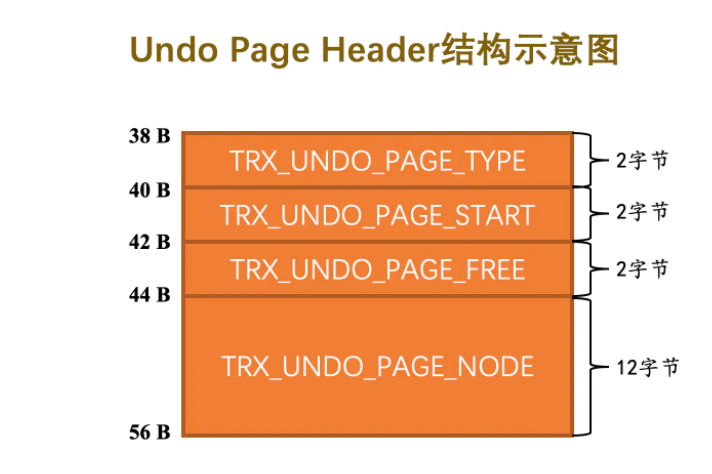 Undo Page Header结构示意图
38 B
TRX_UNDO_PAGE_TYPE
2字节
40 B
TRX_UNDO_PAGE_START
2字节
42 B
TRX_UNDO_PAGE_FREE
2字节
44 B
TRX_UNDO_PAGE_NODE
12字节
56 B